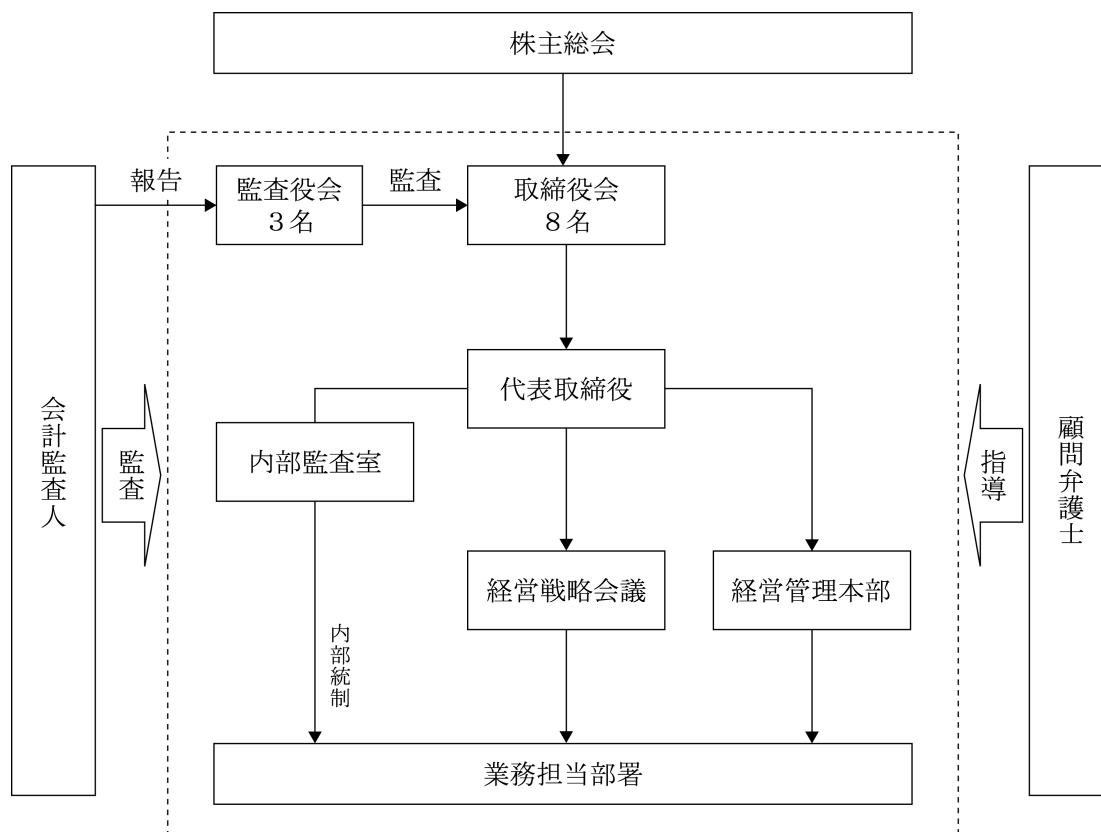 株主総会
報告
監査役会
3名
監査
取締役会
8名
代表取締役
内部監査室
会計監査人
監査
指導
顧問弁護士
経営戦略会議
経営管理本部
内部統制
業務担当部署